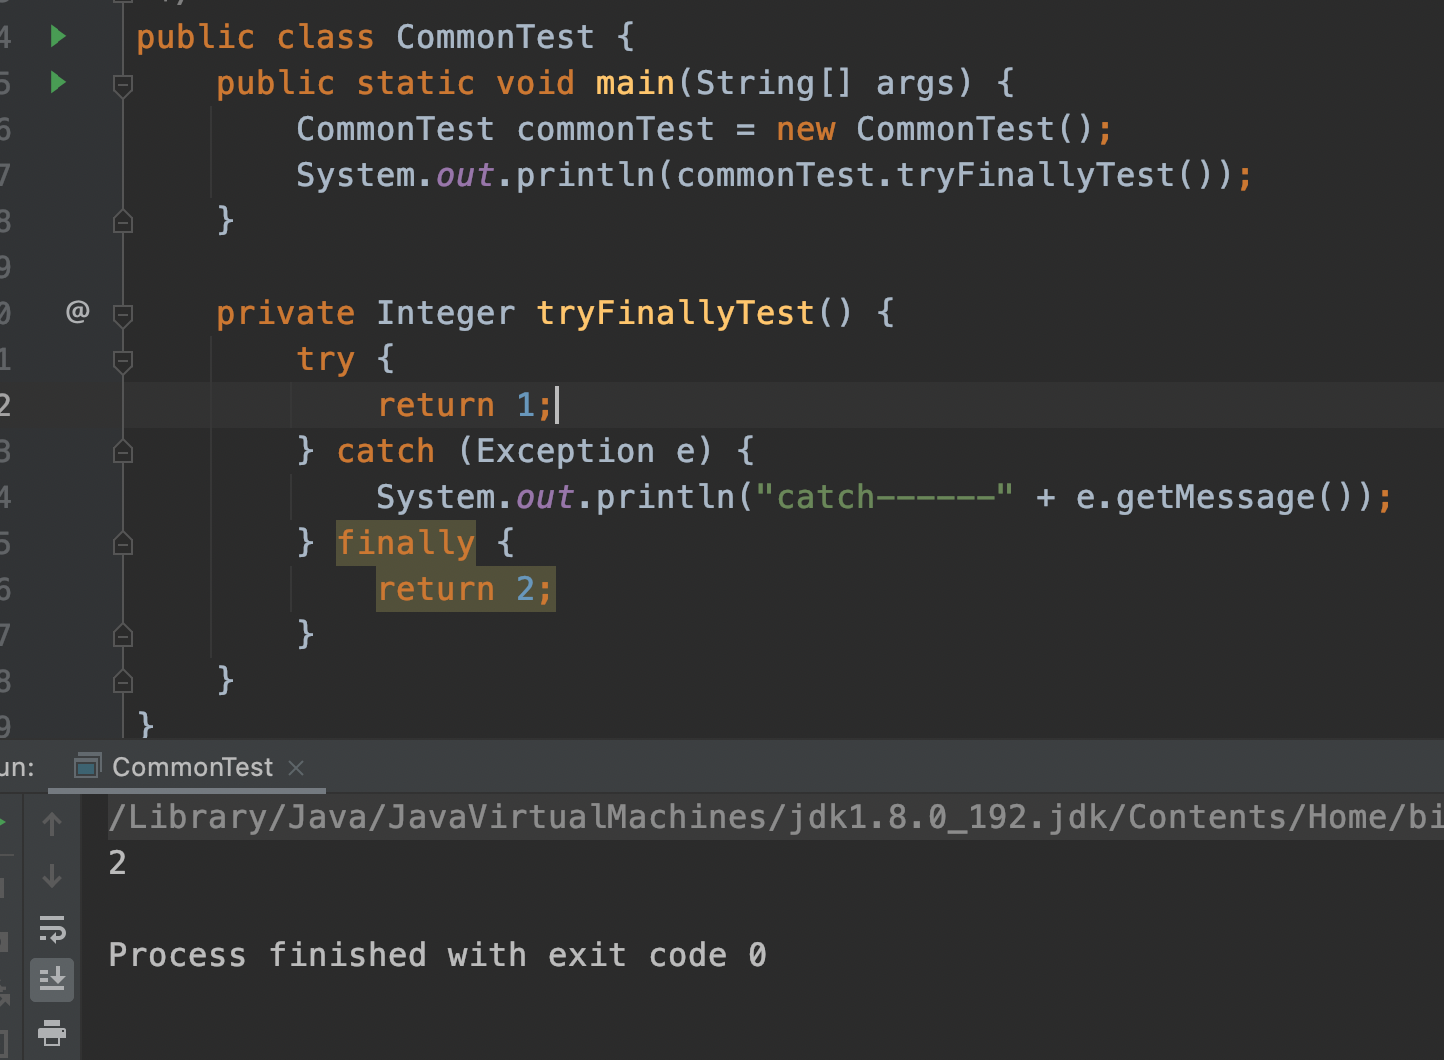 4 public class CommonTest {
5 public static void main(String[] args) {
6 CommonTest commonTest = new CommonTest();
7 System.out.println(commonTest.tryFinallyTest());
8 }
9
0 @ private Integer tryFinallyTest() {
1 try {
2 return 1;
3 } catch (Exception e) {
4 System.out.println("catch------" + e.getMessage());
5 } finally {
6 return 2;
7 }
8 }
9 }
un: CommonTest ×
/Library/Java/JavaVirtualMachines/jdk1.8.0_192.jdk/Contents/Home/bi
2
Process finished with exit code 0